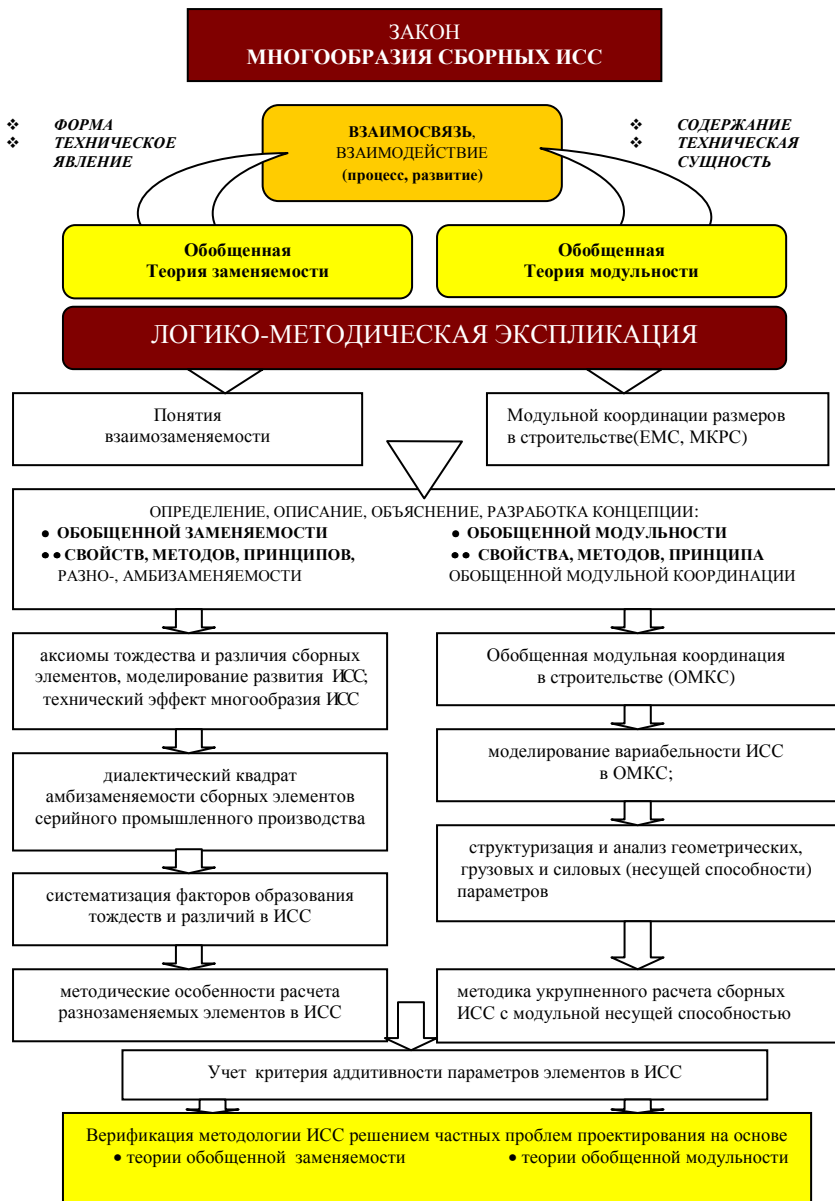 ЗАКОН
МНОГООБРАЗИЯ СБОРНЫХ ИСС
❖ ФОРМА
❖ ТЕХНИЧЕСКОЕ
ЯВЛЕНИЕ
ВЗАИМОСВЯЗЬ,
ВЗАИМОДЕЙСТВИЕ
(процесс, развитие)
❖ СОДЕРЖАНИЕ
❖ ТЕХНИЧЕСКАЯ
СУЩНОСТЬ
Обобщенная
Теория заменяемости
Обобщенная
Теория модульности
ЛОГИКО-МЕТОДИЧЕСКАЯ ЭКСПЛИКАЦИЯ
Понятия
взаимозаменяемости
Модульной координации размеров
в строительстве(ЕМС, МКРС)
ОПРЕДЕЛЕНИЕ, ОПИСАНИЕ, ОБЪЯСНЕНИЕ, РАЗРАБОТКА КОНЦЕПЦИИ:
• ОБОБЩЕННОЙ ЗАМЕНЯЕМОСТИ
•• СВОЙСТВ, МЕТОДОВ, ПРИНЦИПОВ,
РАЗНО-, АМБИЗАМЕНЯЕМОСТИ
• ОБОБЩЕННОЙ МОДУЛЬНОСТИ
•• СВОЙСТВА, МЕТОДОВ, ПРИНЦИПА
ОБОБЩЕННОЙ МОДУЛЬНОЙ КООРДИНАЦИИ
аксиомы тождества и различия сборных
элементов, моделирование развития ИСС;
технический эффект многообразия ИСС
диалектический квадрат
амбизаменяемости сборных элементов
серийного промышленного производства
систематизация факторов образования
тождеств и различий в ИСС
методические особенности расчета
разнозаменяемых элементов в ИСС
Обобщенная модульная координация
в строительстве (ОМКС)
моделирование вариабельности ИСС
в ОМКС;
структуризация и анализ геометрических,
грузовых и силовых (несущей способности)
параметров
методика укрупненного расчета сборных
ИСС с модульной несущей способностью
Учет критерия аддитивности параметров элементов в ИСС
Верификация методологии ИСС решением частных проблем проектирования на основе
• теории обобщенной заменяемости • теории обобщенной модульности